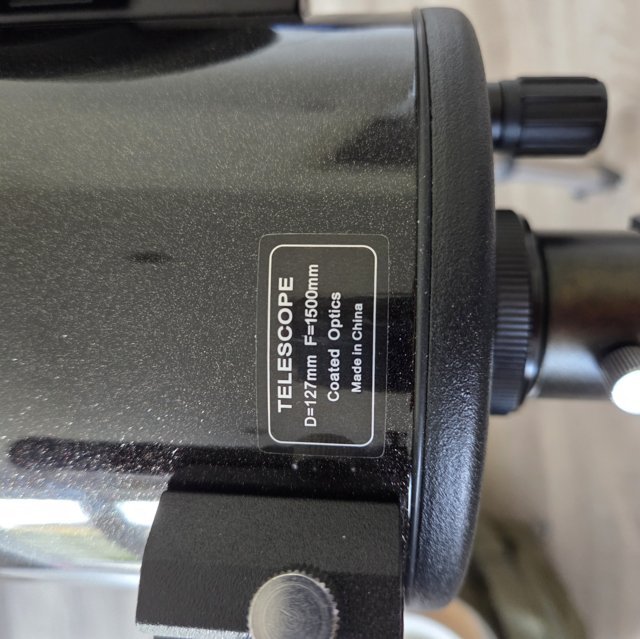 TELESCOPE
D=127mm F=1500mm
Coated Optics
Made in China